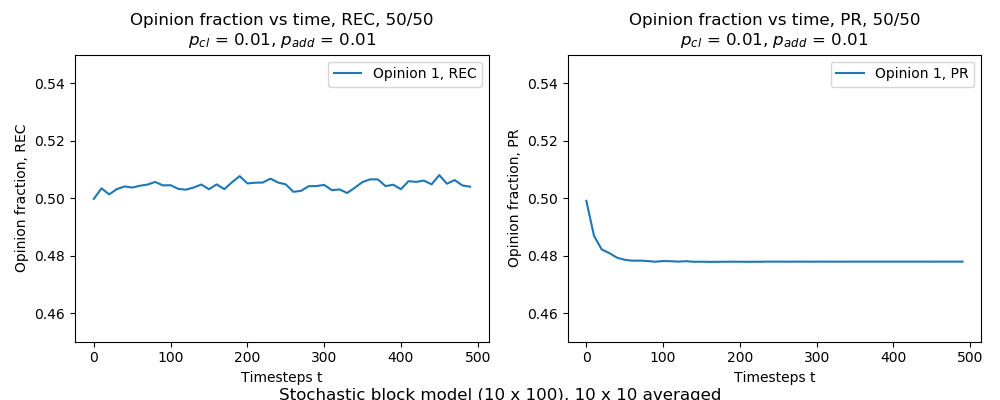 Opinion fraction vs time, REC, 50/50
p_cl = 0.01, p_add = 0.01
Opinion 1, REC
Opinion fraction, REC
0.54
0.52
0.50
0.48
0.46
0 100 200 300 400 500
Timesteps t
Opinion fraction vs time, PR, 50/50
p_cl = 0.01, p_add = 0.01
Opinion 1, PR
Opinion fraction, PR
0.54
0.52
0.50
0.48
0.46
0 100 200 300 400 500
Timesteps t
Stochastic block model (10 x 100), 10 x 10 averaged